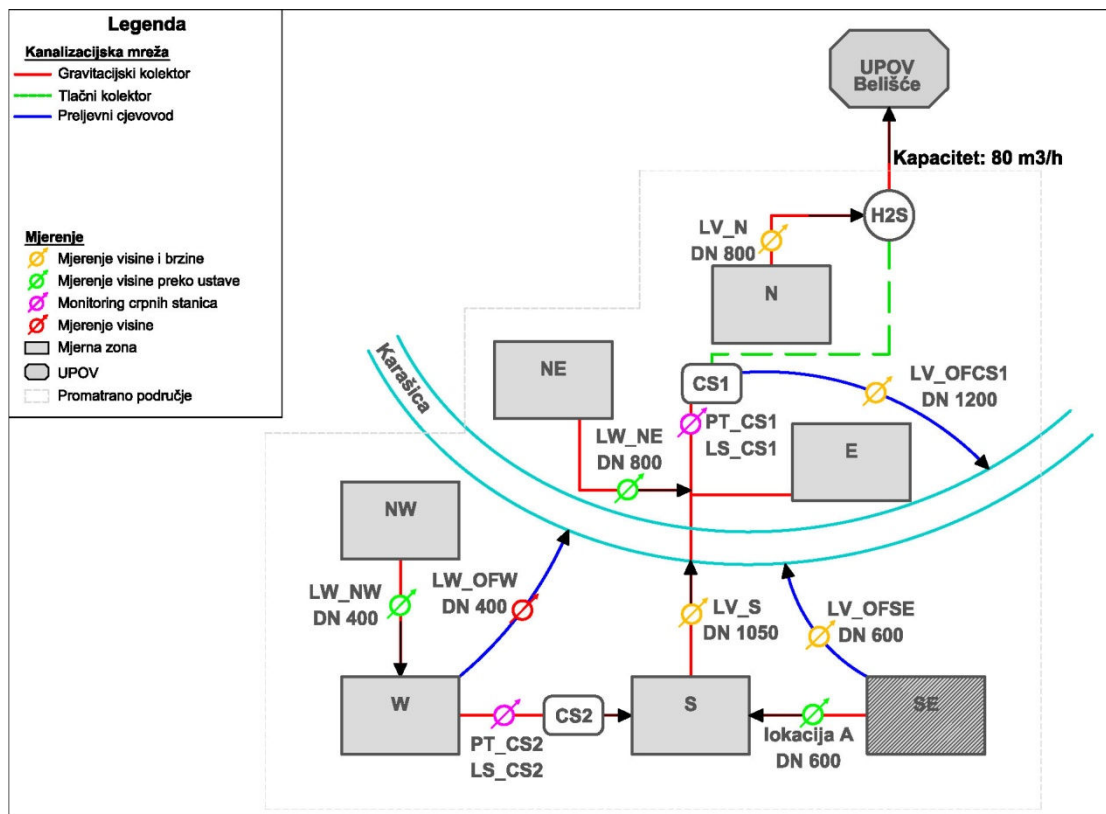 Legenda
Kanalizacijska mreža
Gravitacijski kolektor
Tlačni kolektor
Preljevni cjevovod
Mjerenje
Mjerenje visine i brzine
Mjerenje visine preko ustave
Monitoring crpnih stanica
Mjerenje visine
Mjerna zona
UPOV
Promatrano područje
UPOV
Belišće
Kapacitet: 80 m3/h
H2S
LV_N
DN 800
N
Karašica
NE
CS1
LV_OFCS1
DN 1200
PT_CS1
LS_CS1
LW_NE
DN 800
E
NW
LW_NW
DN 400
LW_OFW
DN 400
LV_S
DN 1050
LV_OFSE
DN 600
W
CS2
S
SE
PT_CS2
LS_CS2
lokacija A
DN 600